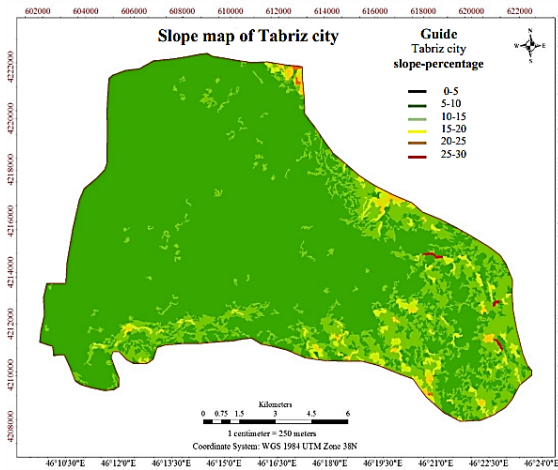 602000 604000 606000 608000 610000 612000 614000 616000 618000 620000 622000
Slope map of Tabriz city
Guide
Tabriz city
slope-percentage
N
W E
S
0-5
5-10
10-15
15-20
20-25
25-30
4222000
4220000
4218000
4216000
4214000
4212000
4210000
4208000
Kilometers
0 0.75 1.5 3 4.5 6
1 centimeter = 250 meters
Coordinate System: WGS 1984 UTM Zone 38N
46°10'30"E 46°12'0"E 46°13'30"E 46°15'0"E 46°16'30"E 46°18'0"E 46°19'30"E 46°21'0"E 46°22'30"E 46°24'0"E